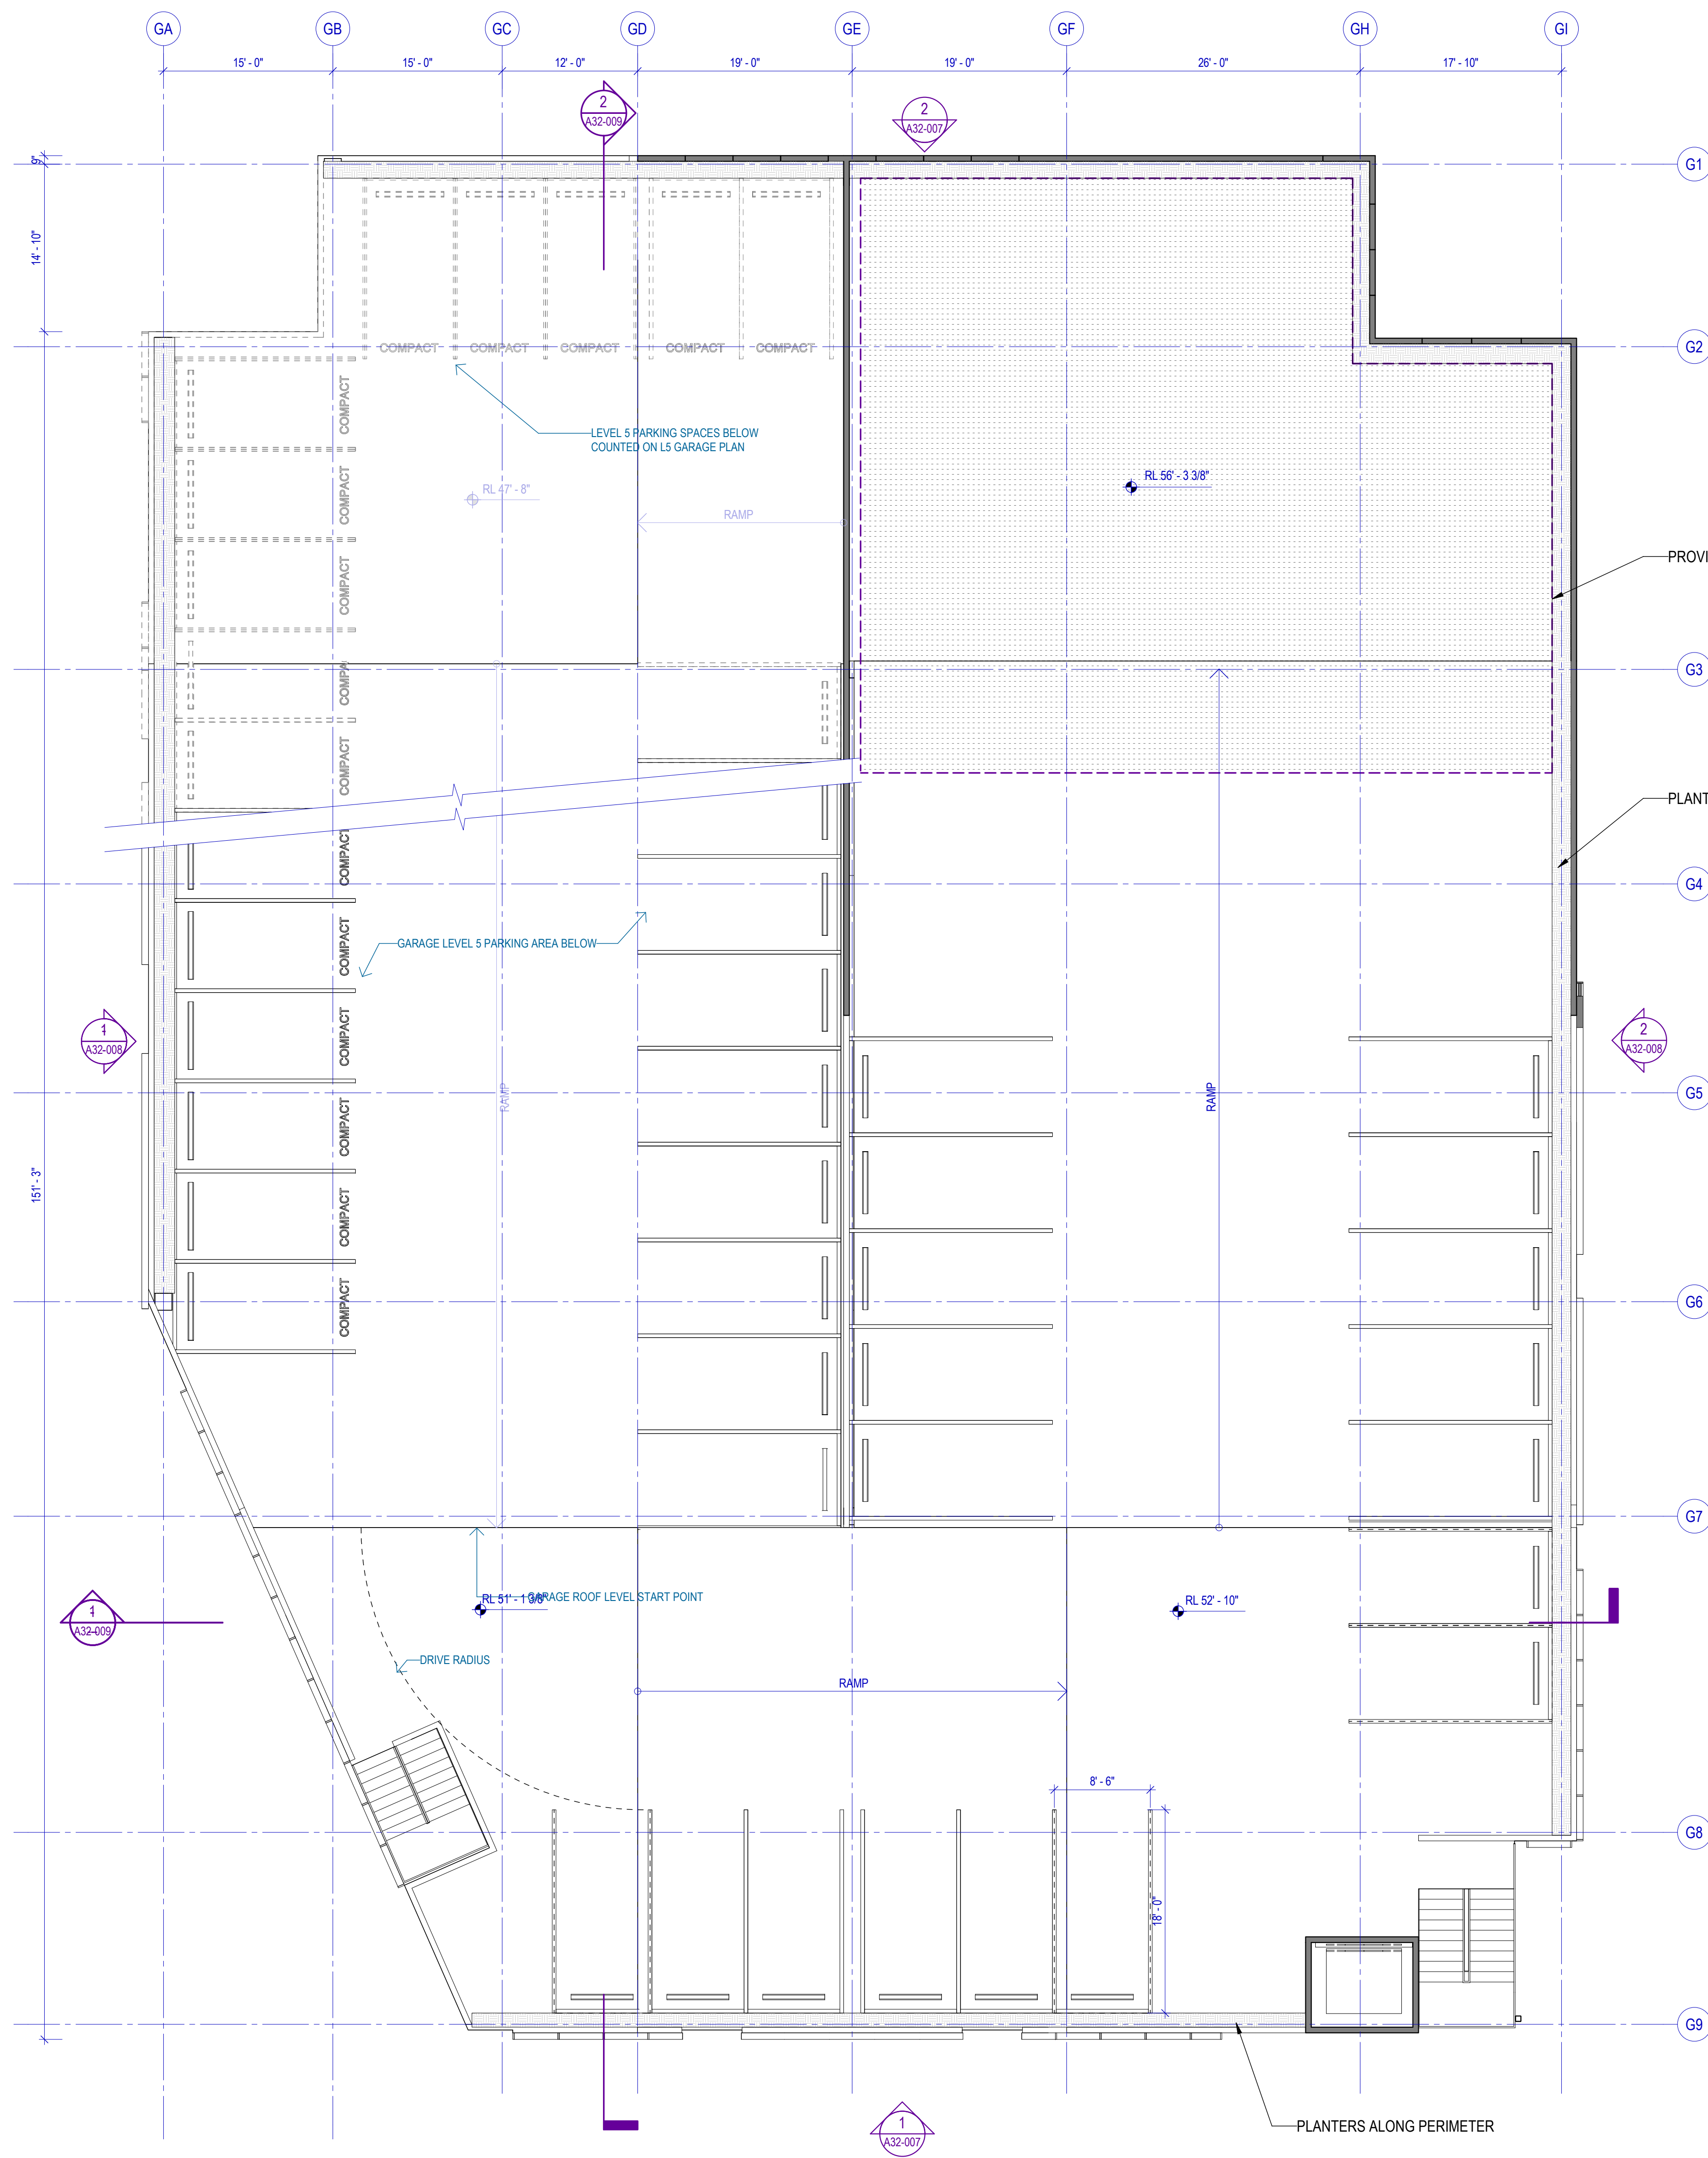 GA
GB
GC
GD
GE
GF
GH
GI
15' - 0"
15' - 0"
12' - 0"
19' - 0"
19' - 0"
26' - 0"
17' - 10"
2
A32-009
2
A32-007
9"
G1
14' - 10"
COMPACT
COMPACT
COMPACT
COMPACT
COMPACT
G2
COMPACT
LEVEL 5 PARKING SPACES BELOW
COUNTED ON L5 GARAGE PLAN
COMPACT
RL 47' - 8"
RL 56' - 3 3/8"
RAMP
COMPACT
PROVI
COMPA
G3
COMPACT
PLANT
COMPACT
G4
COMPACT
GARAGE LEVEL 5 PARKING AREA BELOW
1
A32-008
COMPACT
2
A32-008
RAMP
RAMP
G5
COMPACT
151' - 3"
COMPACT
COMPACT
G6
G7
GARAGE ROOF LEVEL START POINT
RL 51' - 1 3/8"
RL 52' - 10"
1
A32-009
DRIVE RADIUS
RAMP
8' - 6"
G8
18' - 0"
G9
PLANTERS ALONG PERIMETER
1
A32-007